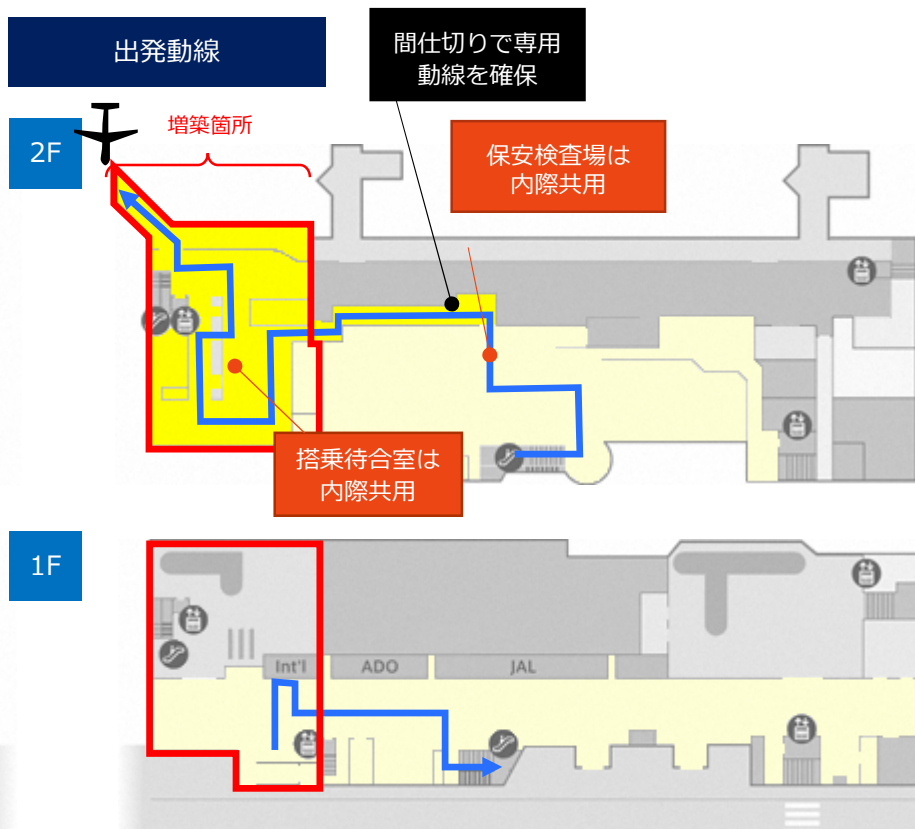 出発動線
間仕切りで専用
動線を確保
2F
増築箇所
保安検査場は
内際共用
搭乗待合室は
内際共用
1F
Int'l
ADO
JAL